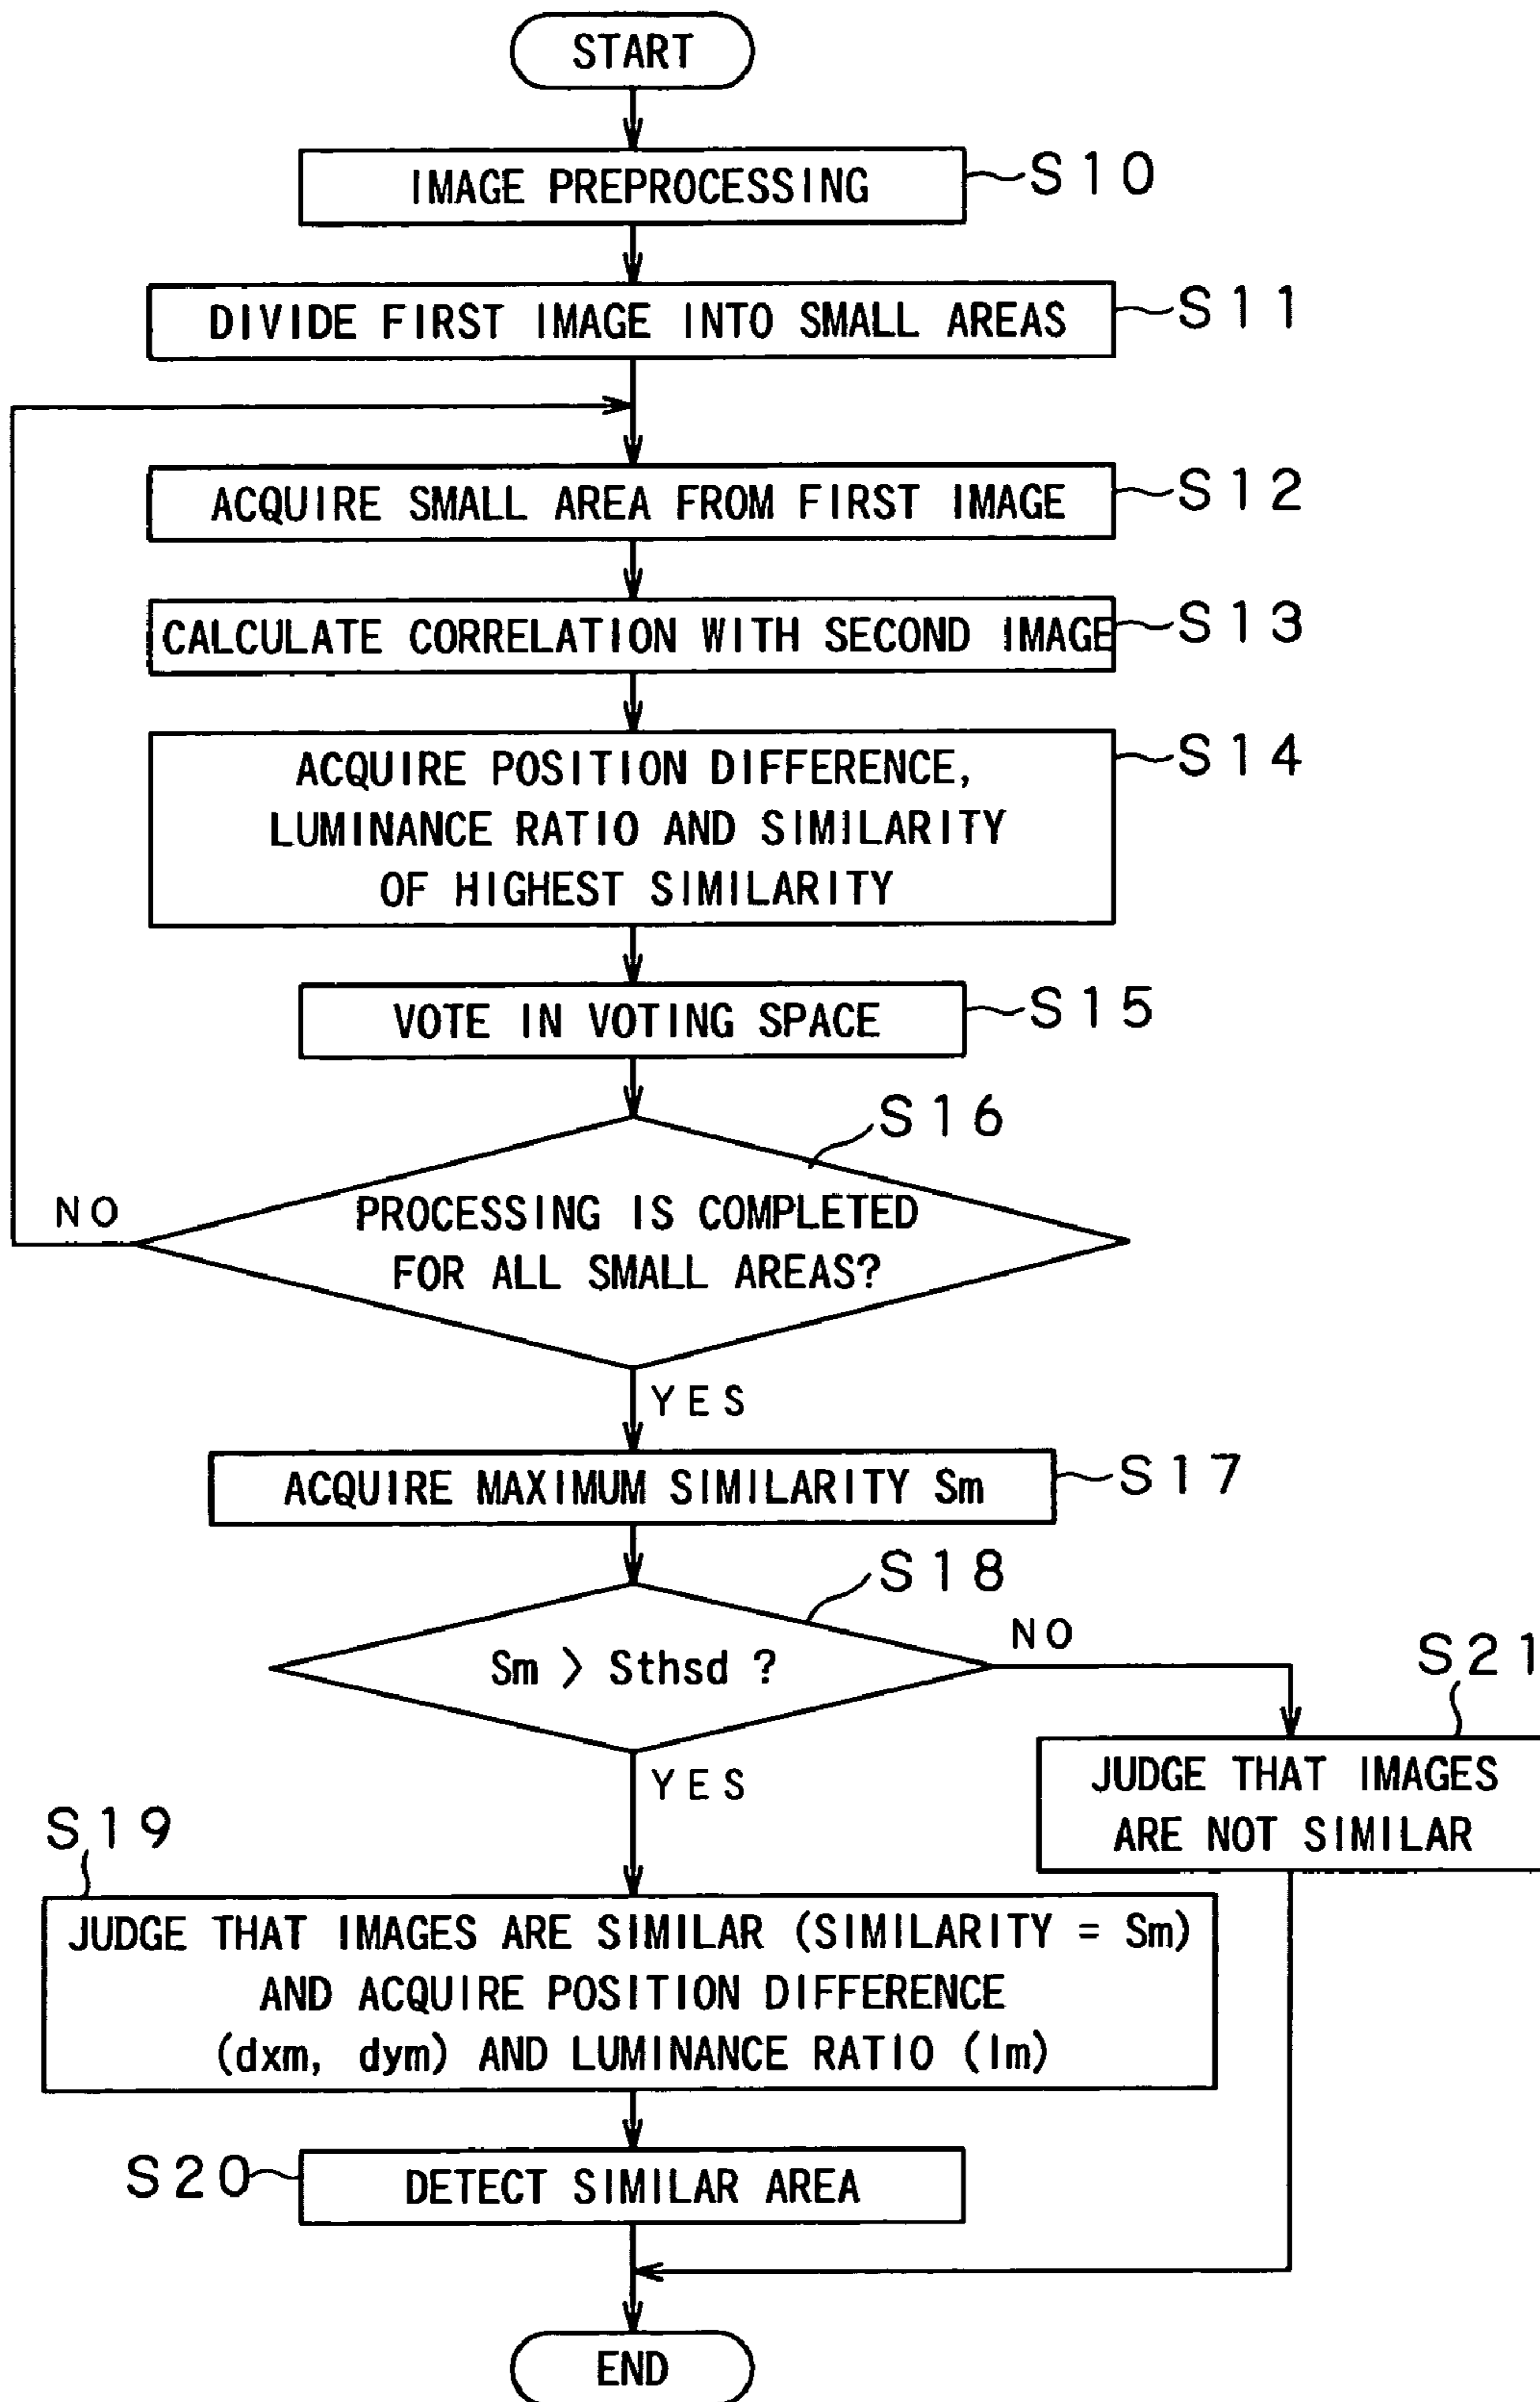 START
IMAGE PREPROCESSING
S10
DIVIDE FIRST IMAGE INTO SMALL AREAS
S11
ACQUIRE SMALL AREA FROM FIRST IMAGE
S12
CALCULATE CORRELATION WITH SECOND IMAGE
S13
ACQUIRE POSITION DIFFERENCE,
LUMINANCE RATIO AND SIMILARITY
OF HIGHEST SIMILARITY
S14
VOTE IN VOTING SPACE
S15
S16
PROCESSING IS COMPLETED
FOR ALL SMALL AREAS?
NO
YES
ACQUIRE MAXIMUM SIMILARITY Sm
S17
S18
Sm > Sthsd ?
NO
YES
S21
JUDGE THAT IMAGES
ARE NOT SIMILAR
S19
JUDGE THAT IMAGES ARE SIMILAR (SIMILARITY = Sm)
AND ACQUIRE POSITION DIFFERENCE
(dxm, dym) AND LUMINANCE RATIO (lm)
S20
DETECT SIMILAR AREA
END